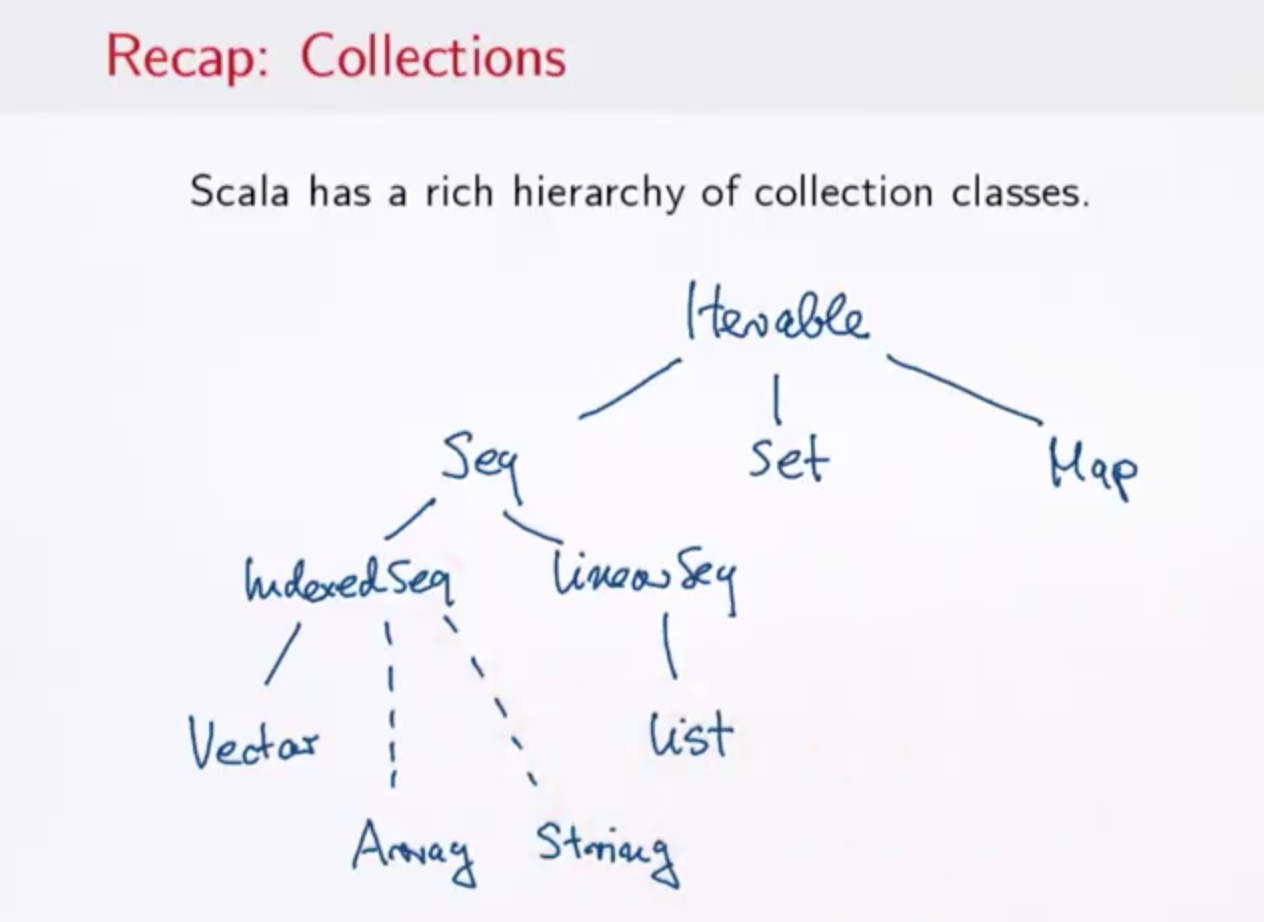 Recap: Collections
Scala has a rich hierarchy of collection classes.
Iterable
Seq Set Map
IndexedSeq LinearSeq
Vector List
Array String